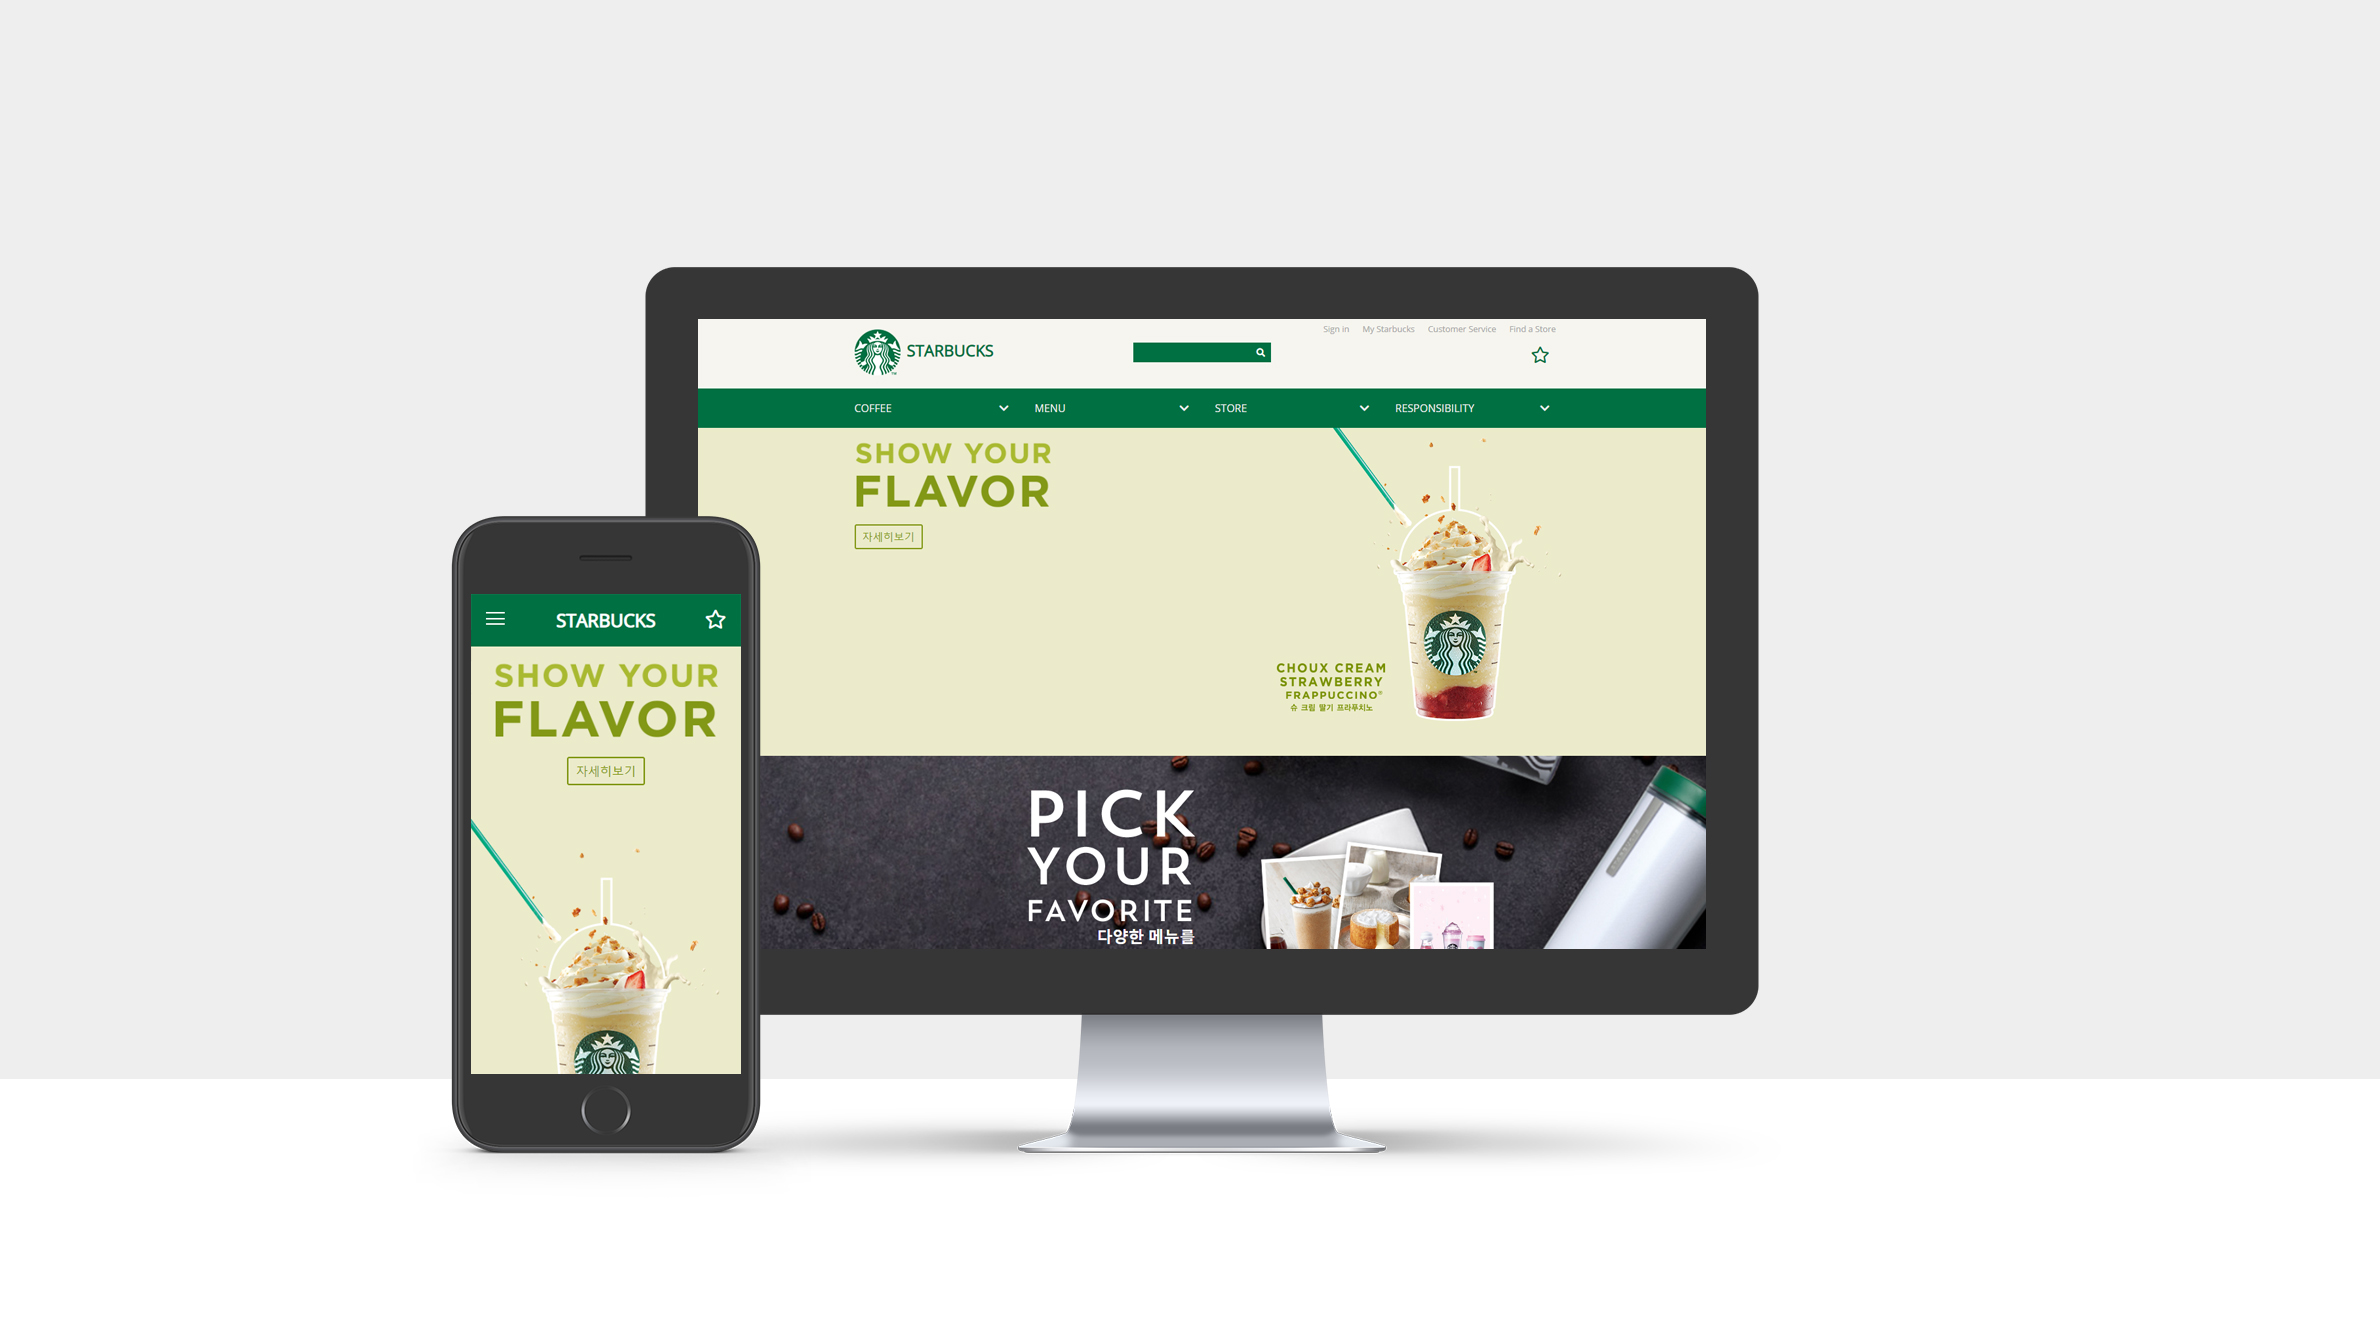 Sign in My Starbucks Customer Service Find a Store
STARBUCKS
COFFEE MENU STORE RESPONSIBILITY
SHOW YOUR
FLAVOR
자세히보기
CHOUX CREAM
STRAWBERRY
FRAPPUCCINO®
슈 크림 딸기 프라푸치노
PICK
YOUR
FAVORITE
다양한 메뉴를
STARBUCKS
SHOW YOUR
FLAVOR
자세히보기